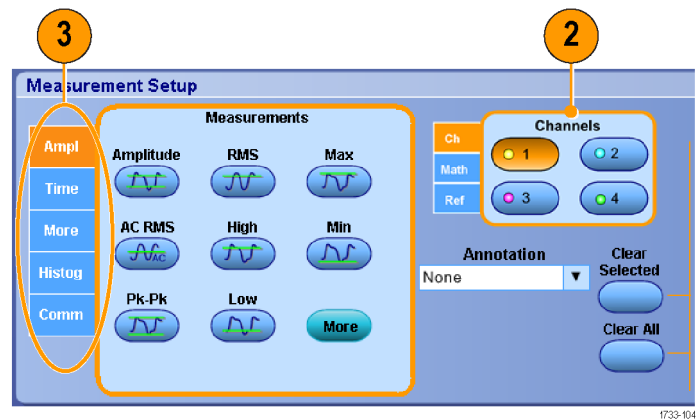 3
2
Measurement Setup
Measurements
Ampl
Time
More
Histog
Comm
Amplitude
RMS
Max
AC RMS
AC
High
Min
Pk-Pk
Low
More
Ch
Math
Ref
Channels
1
2
3
4
Annotation
None
Clear
Selected
Clear All
1733-104